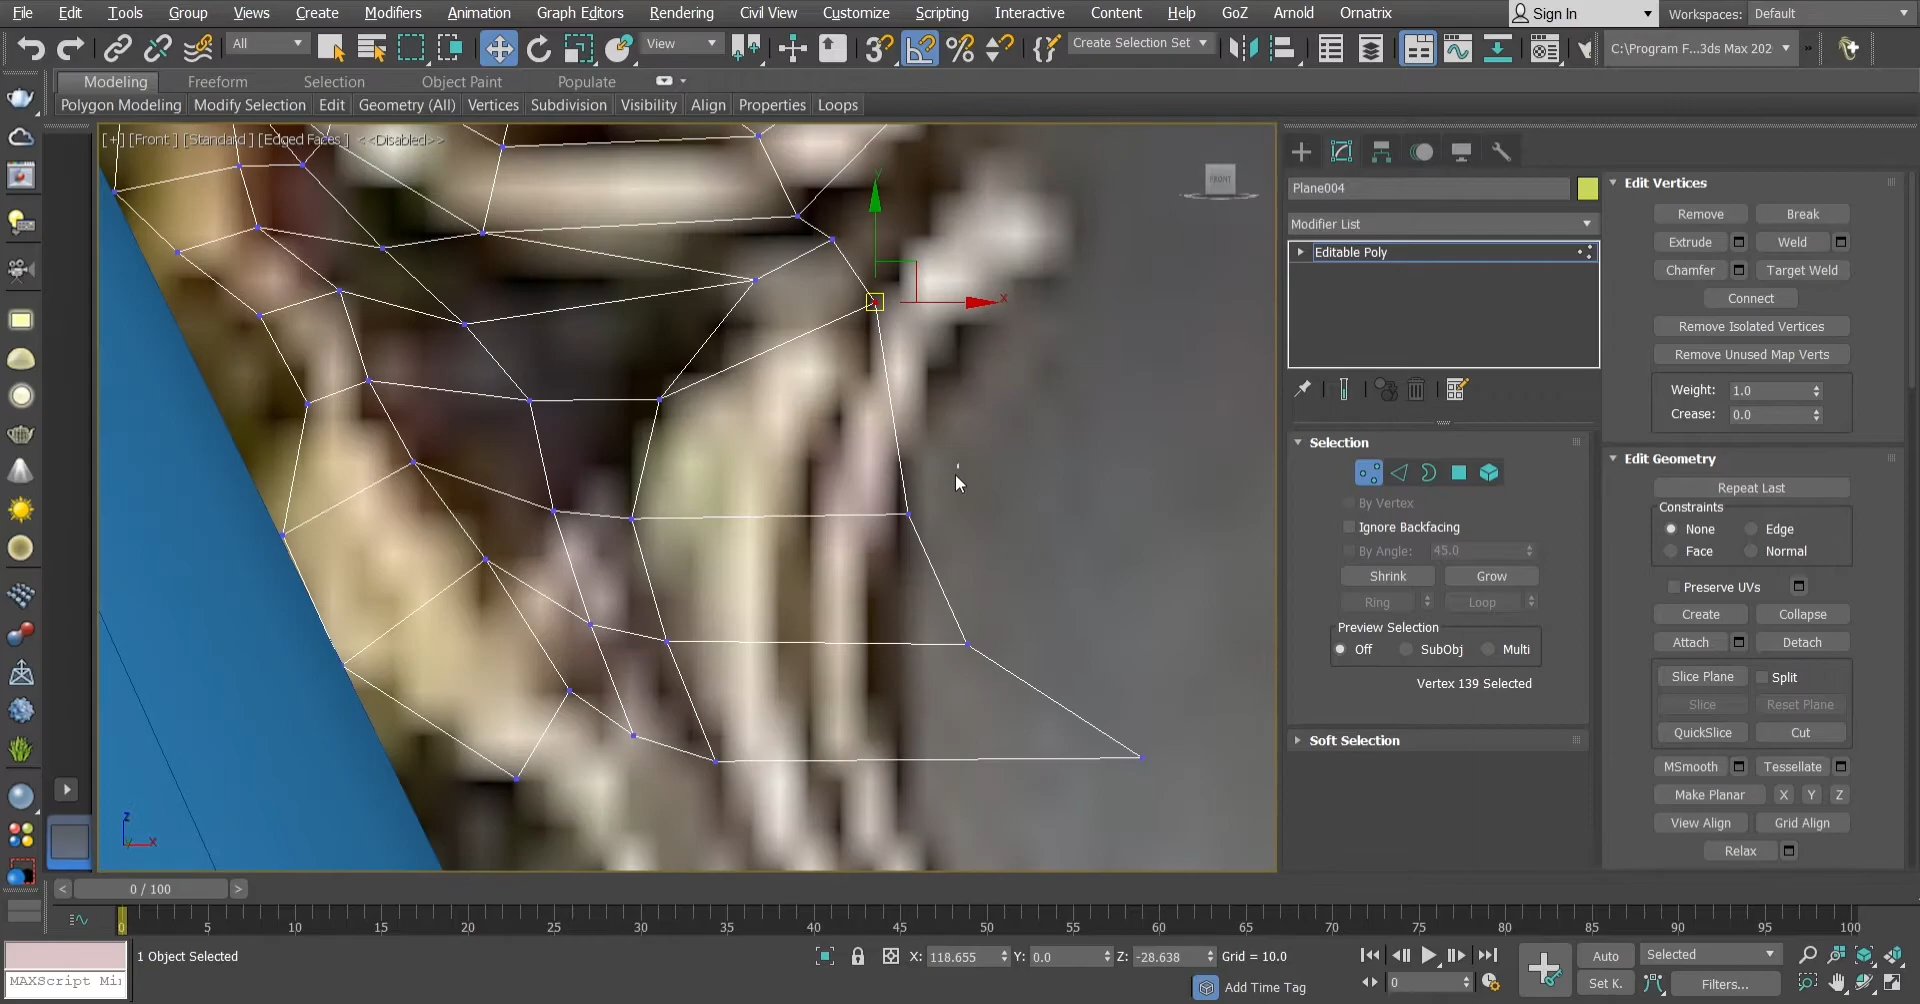 File Edit Tools Group Views Create Modifiers Animation Graph Editors Rendering Civil View Customize Scripting Interactive Content Help GoZ Arnold Ornatrix Sign In Workspaces: Default
All View Create Selection Set C:\Program F...3ds Max 202
Modeling Freeform Selection Object Paint Populate
Polygon Modeling Modify Selection Edit Geometry (All) Vertices Subdivision Visibility Align Properties Loops
[+] [Front ] [Standard ] [Edged Faces ] <<Disabled>>
FRONT
y
x
z
y
x
Plane004
Modifier List
Editable Poly
Selection
By Vertex
Ignore Backfacing
By Angle: 45.0
Shrink Grow
Ring Loop
Preview Selection
Off SubObj Multi
Vertex 139 Selected
Soft Selection
Edit Vertices
Remove Break
Extrude Weld
Chamfer Target Weld
Connect
Remove Isolated Vertices
Remove Unused Map Verts
Weight: 1.0
Crease: 0.0
Edit Geometry
Repeat Last
Constraints
None Edge
Face Normal
Preserve UVs
Create Collapse
Attach Detach
Slice Plane Split
Slice Reset Plane
QuickSlice Cut
MSmooth Tessellate
Make Planar X Y Z
View Align Grid Align
Relax
< 0 / 100 >
0 5 10 15 20 25 30 35 40 45 50 55 60 65 70 75 80 85 90 95 100
1 Object Selected X: 118.655 Y: 0.0 Z: -28.638 Grid = 10.0 Auto Selected
MAXScript Mi Add Time Tag 0 Set K. Filters...